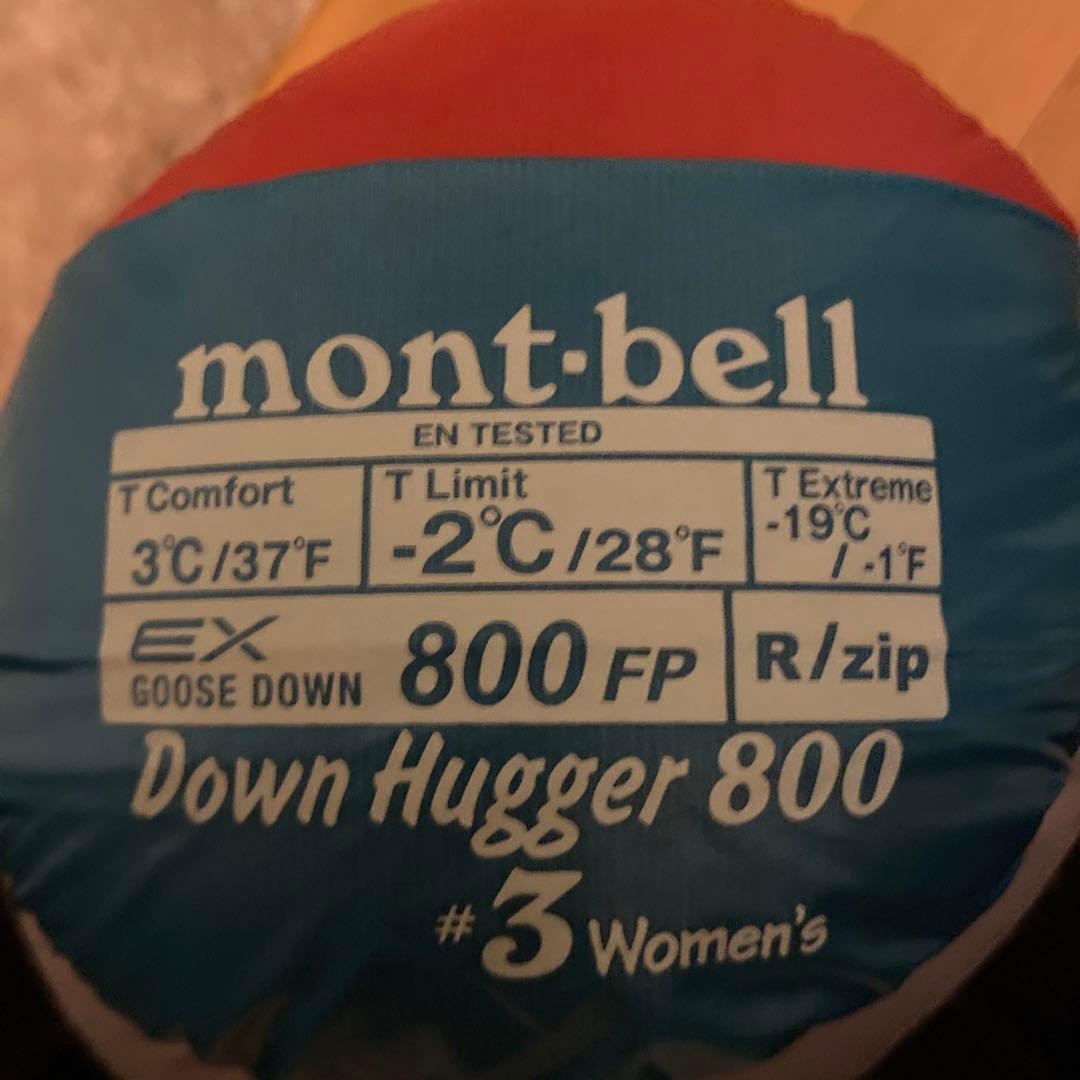 mont-bell
EN TESTED
T Comfort
3°C/37°F
T Limit
-2°C/28°F
T Extreme
-19°C
/ -1°F
EX
GOOSE DOWN
800 FP
R/zip
Down Hugger 800
#3 Women's